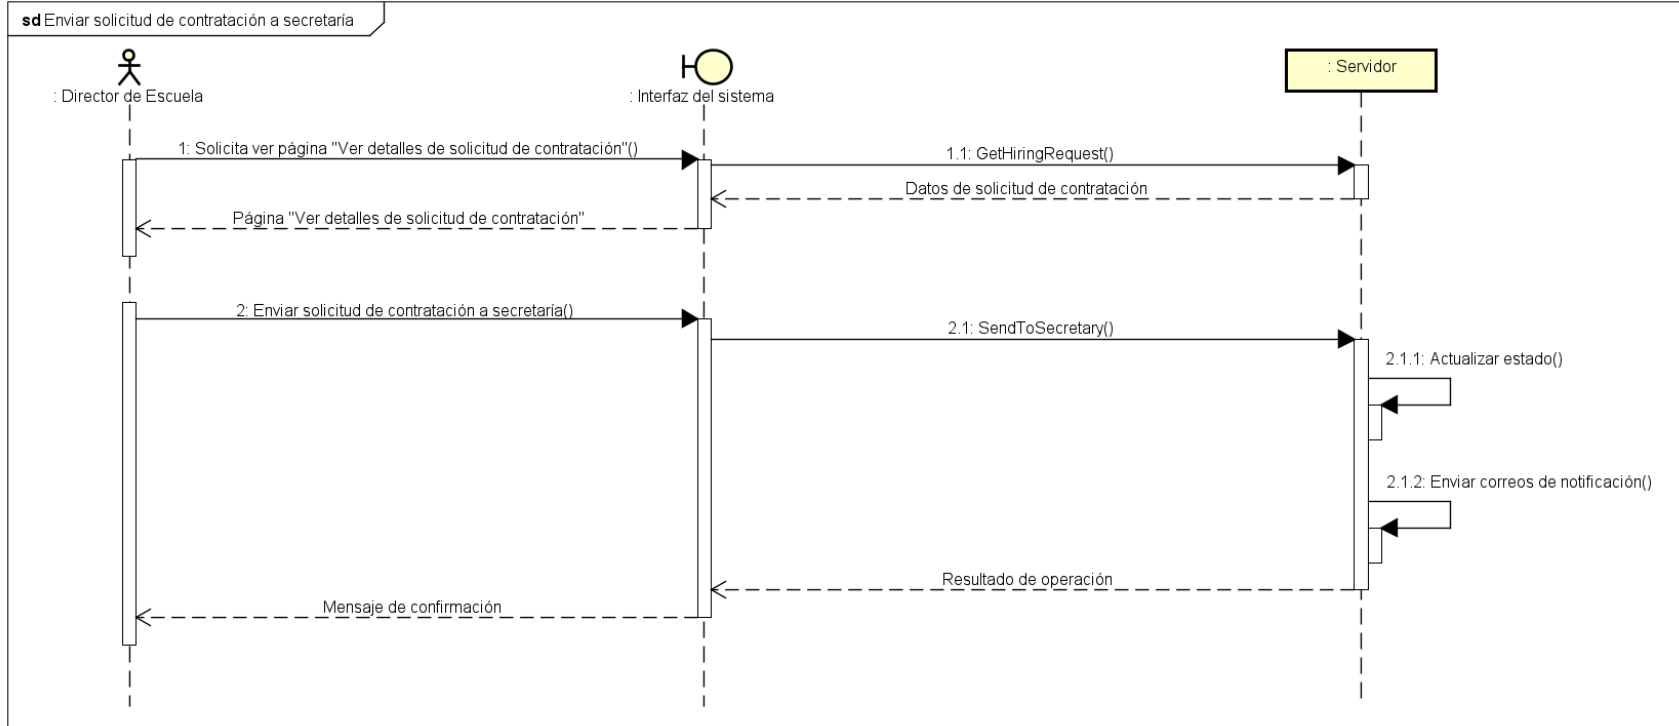 sd Enviar solicitud de contratación a secretaría
: Director de Escuela
: Interfaz del sistema
: Servidor
1: Solicita ver página "Ver detalles de solicitud de contratación"()
1.1: GetHiringRequest()
Datos de solicitud de contratación
Página "Ver detalles de solicitud de contratación"
2: Enviar solicitud de contratación a secretaría()
2.1: SendToSecretary()
2.1.1: Actualizar estado()
2.1.2: Enviar correos de notificación()
Resultado de operación
Mensaje de confirmación